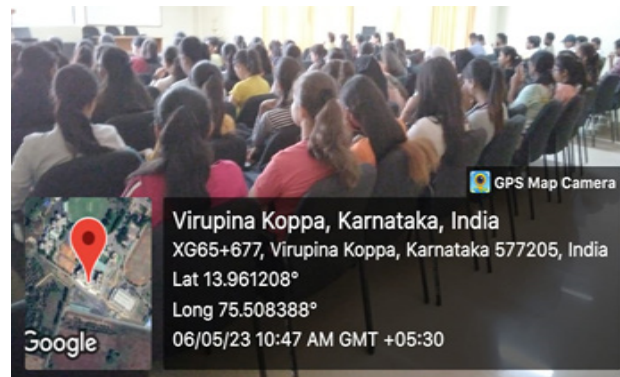 GPS Map Camera
Virupina Koppa, Karnataka, India
XG65+677, Virupina Koppa, Karnataka 577205, India
Lat 13.961208°
Long 75.508388°
06/05/23 10:47 AM GMT +05:30
Google